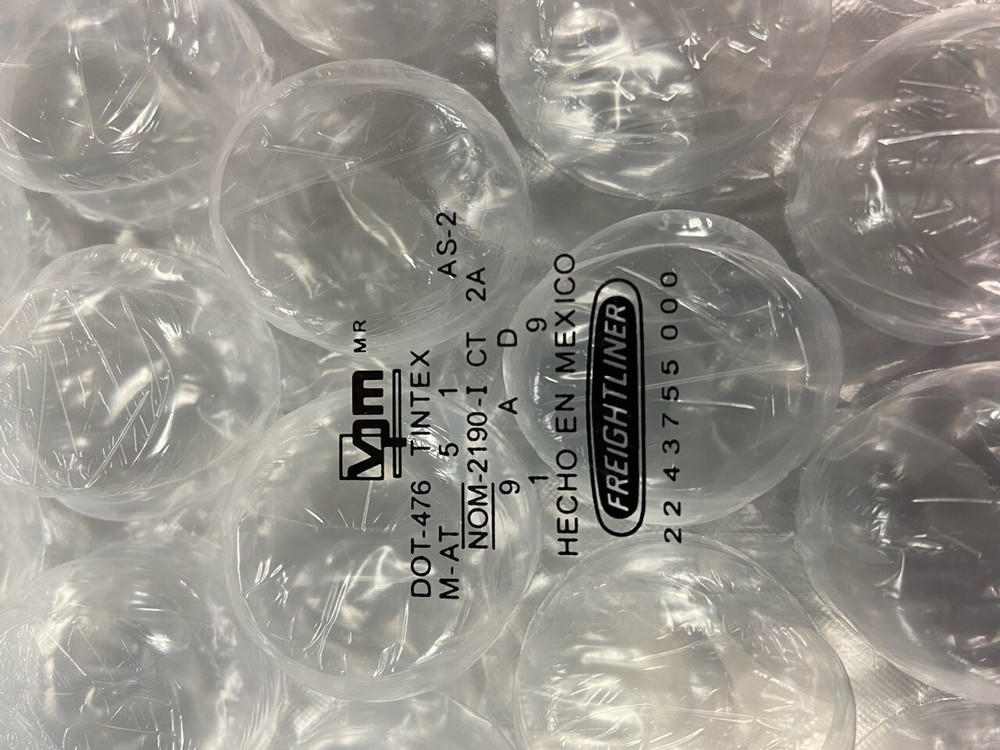 Vpm MR
DOT-476 TINTEX
M-AT 5 1 AS-2
NOM-2190-I CT 2A
9 A D
1 9
HECHO EN MEXICO
FREIGHTLINER
22 43755 000